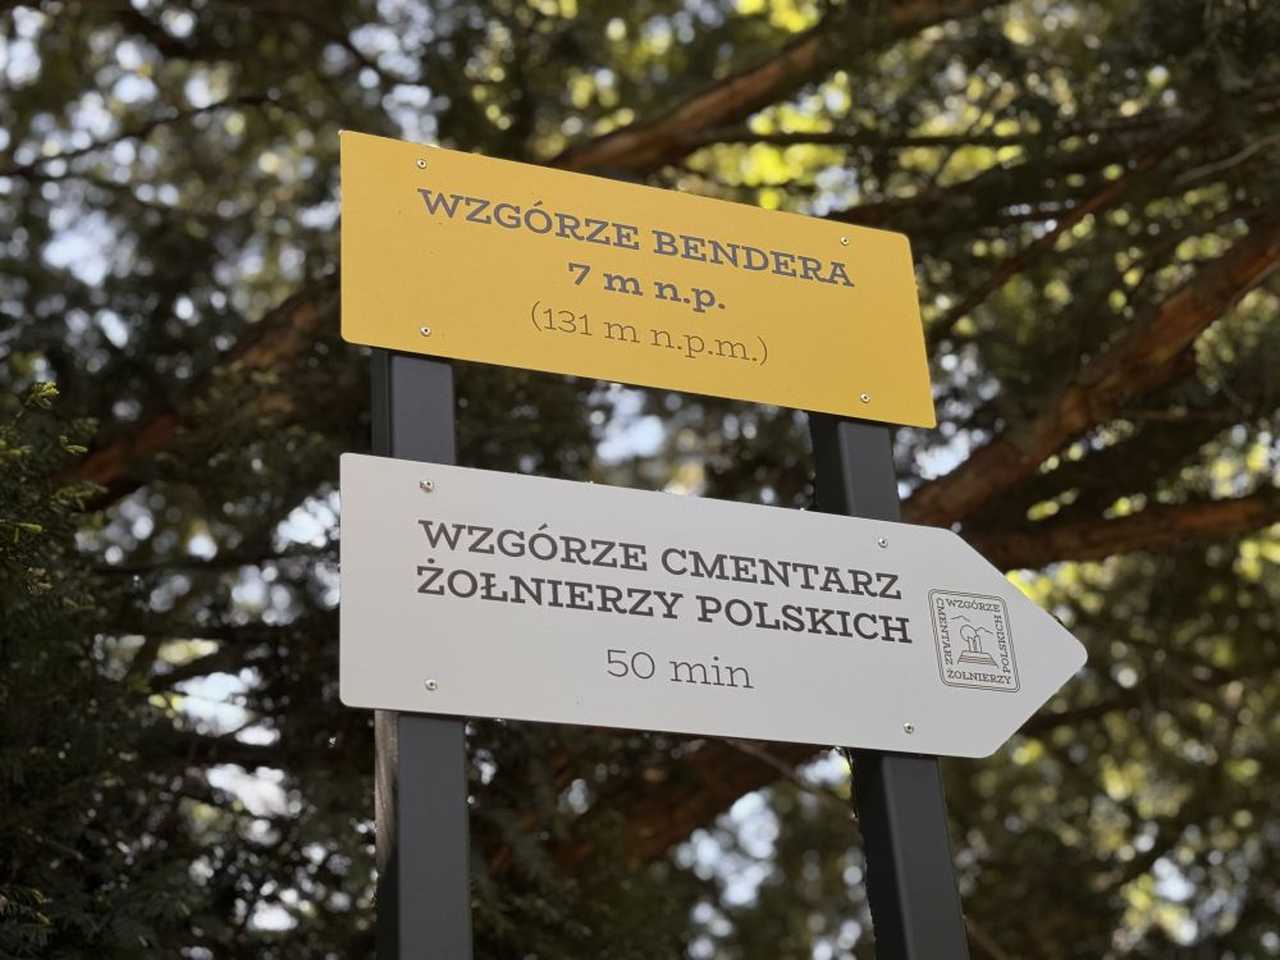 WZGÓRZE BENDERA
7 m n.p.
(131 m n.p.m.)
WZGÓRZE CMENTARZ
ŻOŁNIERZY POLSKICH
50 min
WZGÓRZE
CMENTARZ
POLSKICH
ŻOŁNIERZY